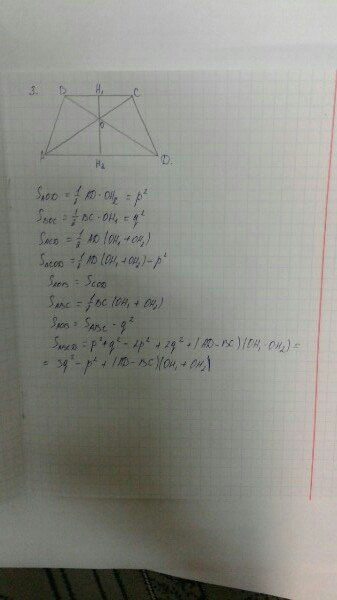 3.
B H₁ C
O
A H₂ D.
S_AOD = 1/2 AD · OH₂ = p²
S_BOC = 1/2 BC · OH₁ = q²
S_ACD = 1/2 AD (OH₁ + OH₂)
S_COD = 1/2 AD (OH₁ + OH₂) - p²
S_AOB = S_COD
S_ABC = 1/2 BC (OH₁ + OH₂)
S_AOB = S_ABC - q²
S_ABCD = p² + q² - 2p² + 2q² + (AD - BC)(OH₁ · OH₂) =
= 3q² - p² + (AD - BC)(OH₁ + OH₂)